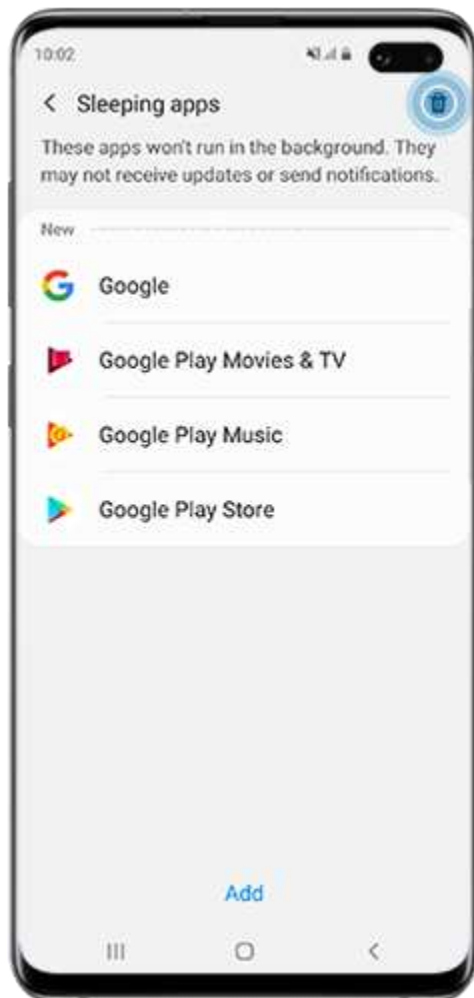 10:02
Sleeping apps
These apps won't run in the background. They
may not receive updates or send notifications.
New
Google
Google Play Movies & TV
Google Play Music
Google Play Store
Add